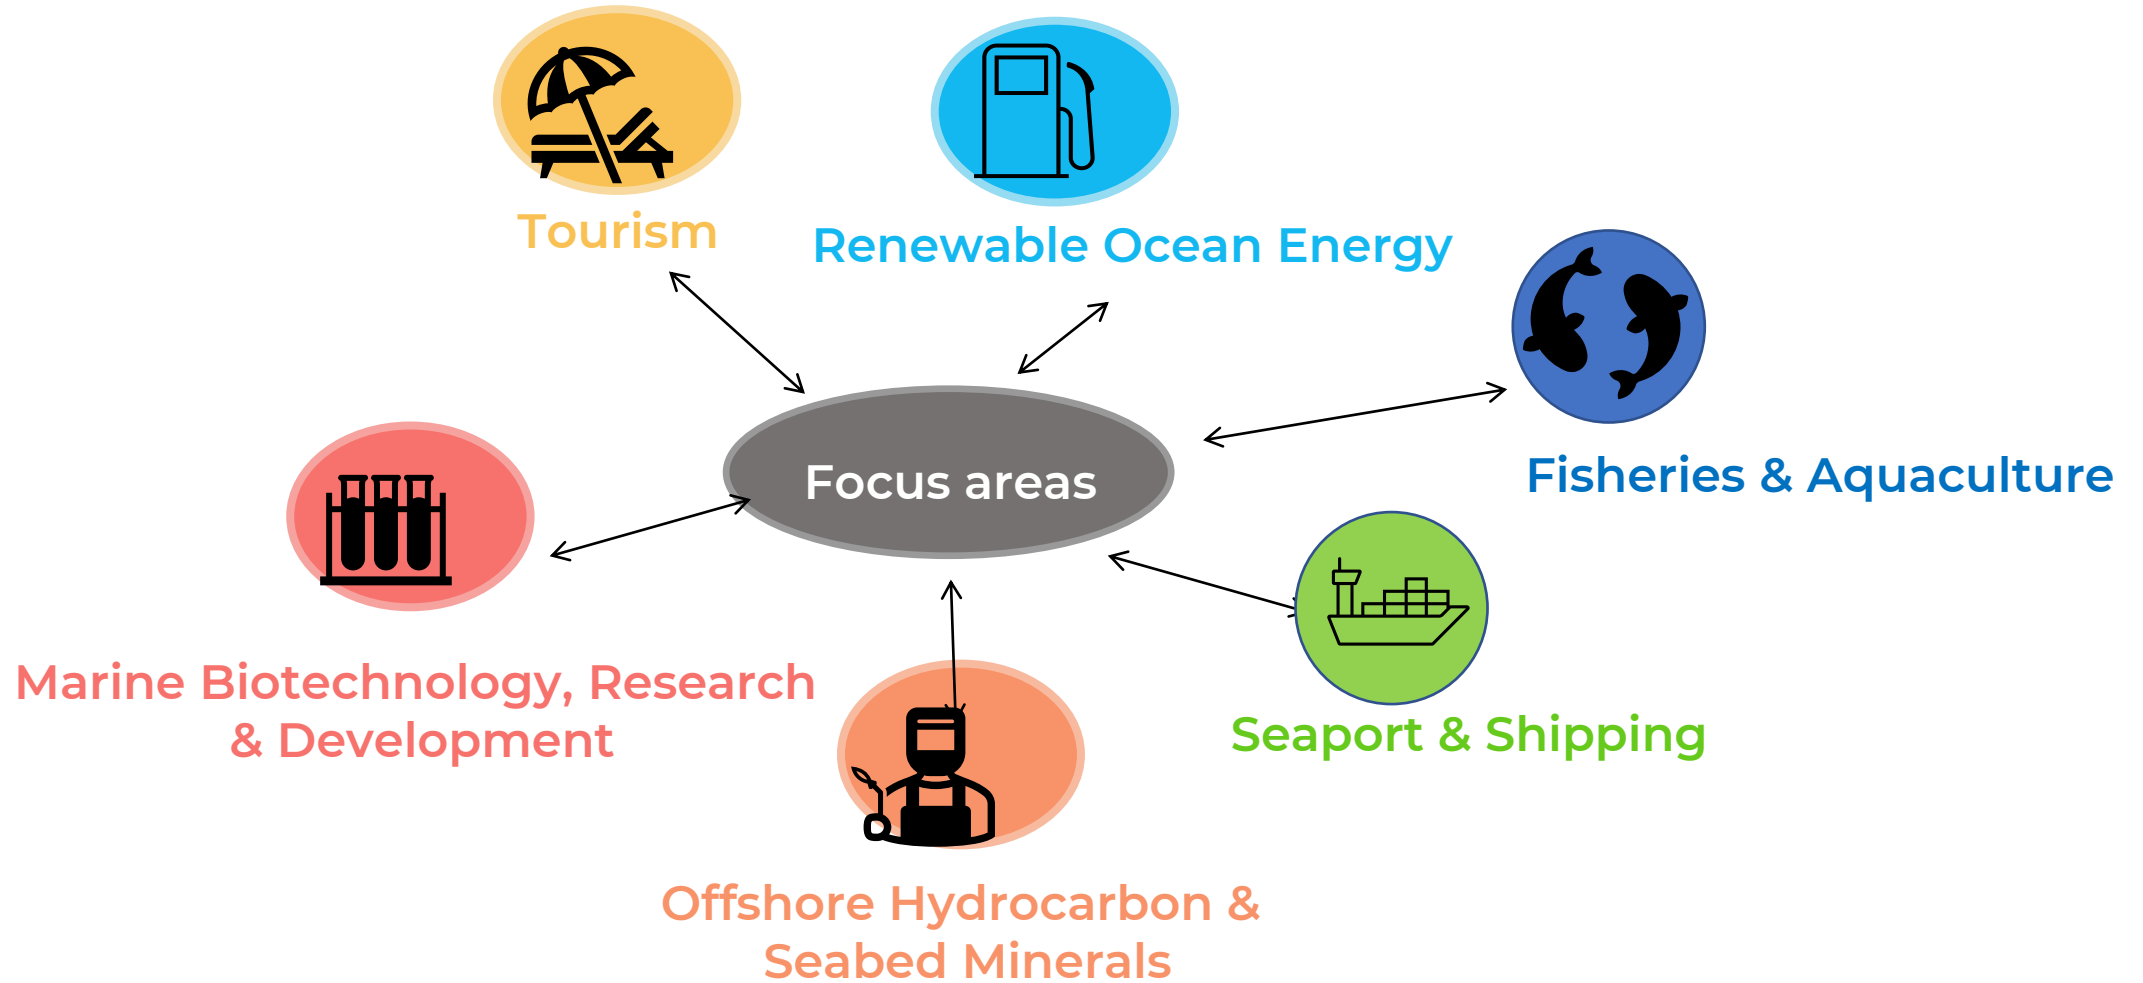 Tourism
Renewable Ocean Energy
Fisheries & Aquaculture
Focus areas
Marine Biotechnology, Research
& Development
Seaport & Shipping
Offshore Hydrocarbon &
Seabed Minerals